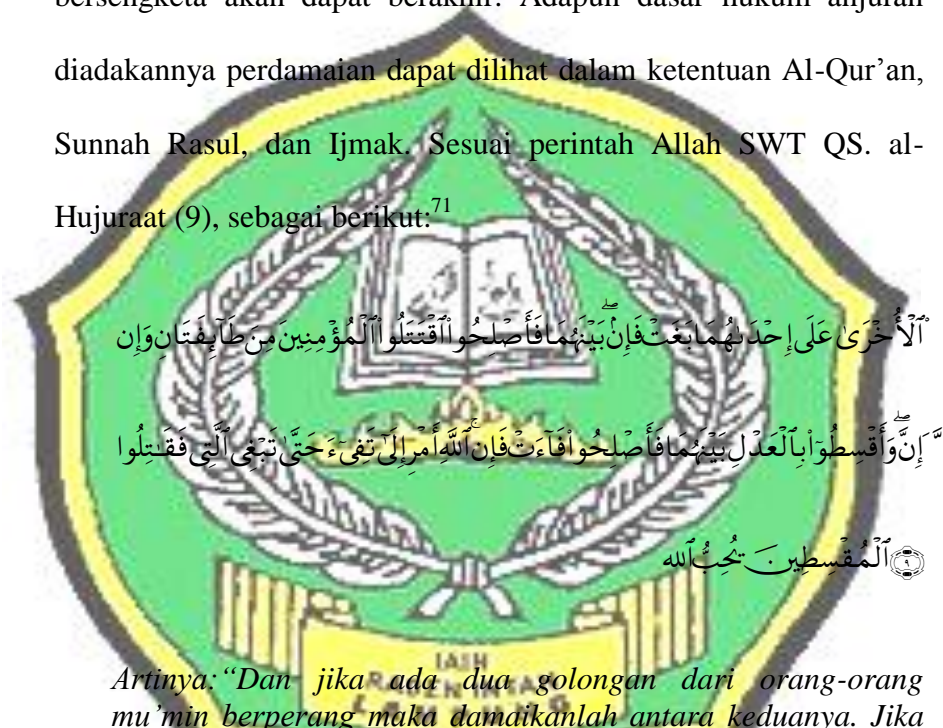 bersengketa akan dapat berakhir. Adapun dasar hukum anjuran
diadakannya perdamaian dapat dilihat dalam ketentuan Al-Qur’an,
Sunnah Rasul, dan Ijmak. Sesuai perintah Allah SWT QS. al-
Hujuraat (9), sebagai berikut:71
وَإِن طَآئِفَتَانِ مِنَ ٱلْمُؤْمِنِينَ ٱقْتَتَلُوا۟ فَأَصْلِحُوا۟ بَيْنَهُمَا ۖ فَإِنۢ بَغَتْ إِحْدَىٰهُمَا عَلَى ٱلْأُخْرَىٰ
فَقَٰتِلُوا ٱلَّتِى تَبْغِى حَتَّىٰ تَفِىٓءَ إِلَىٰٓ أَمْرِ ٱللَّهِ ۚ فَإِن فَآءَتْ فَأَصْلِحُوا۟ بَيْنَهُمَا بِٱلْعَدْلِ وَأَقْسِطُوٓا۟ ۖ إِنَّ
ٱلله يُحِبُّ ٱلْمُقْسِطِينَ ۝٩
IAIN
Artinya:“Dan jika ada dua golongan dari orang-orang
mu’min berperang maka damaikanlah antara keduanya. Jika